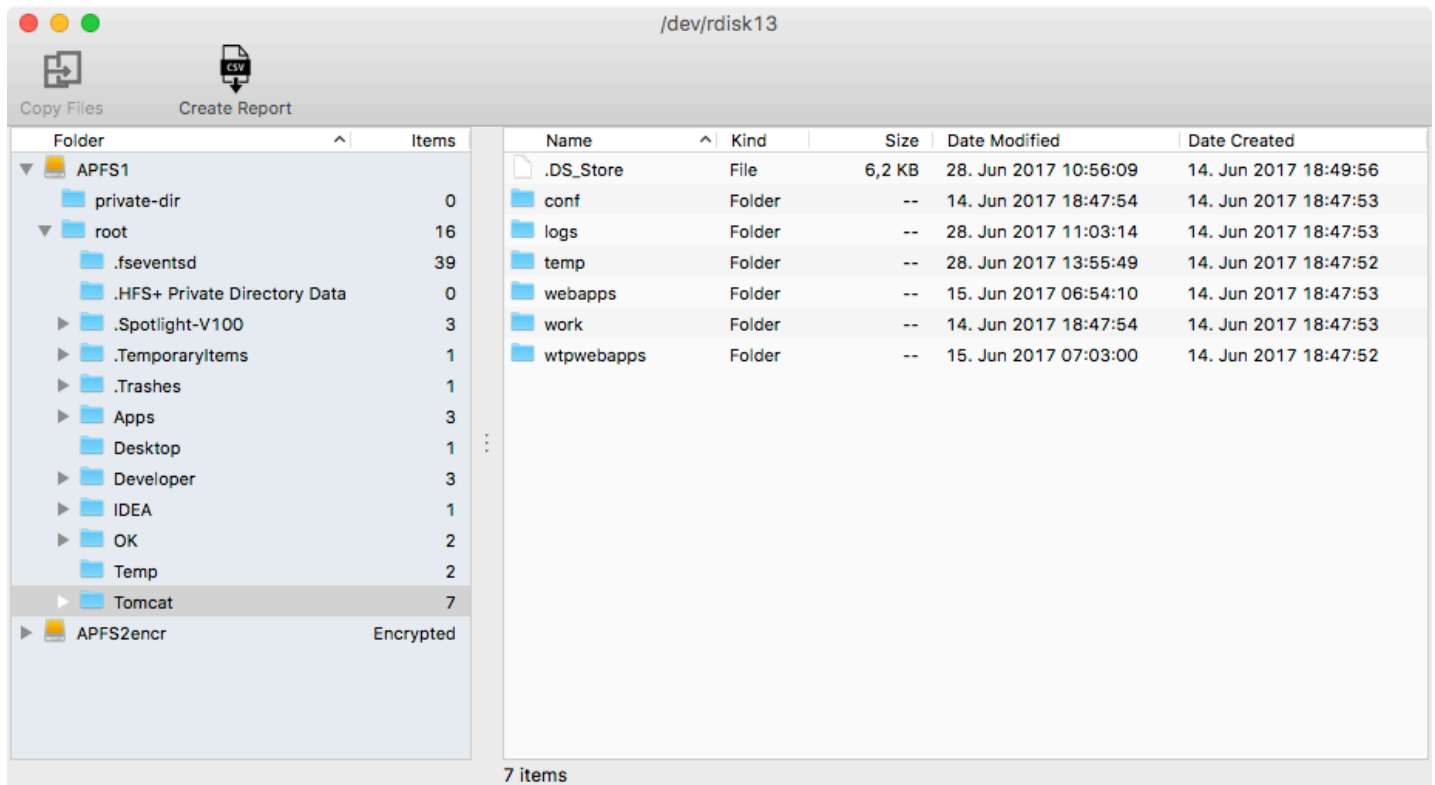 /dev/rdisk13
CSV
Copy Files Create Report
Folder Items
APFS1
private-dir 0
root 16
.fseventsd 39
.HFS+ Private Directory Data 0
.Spotlight-V100 3
.TemporaryItems 1
.Trashes 1
Apps 3
Desktop 1
Developer 3
IDEA 1
OK 2
Temp 2
Tomcat 7
APFS2encr Encrypted
Name Kind Size Date Modified Date Created
.DS_Store File 6,2 KB 28. Jun 2017 10:56:09 14. Jun 2017 18:49:56
conf Folder -- 14. Jun 2017 18:47:54 14. Jun 2017 18:47:53
logs Folder -- 28. Jun 2017 11:03:14 14. Jun 2017 18:47:53
temp Folder -- 28. Jun 2017 13:55:49 14. Jun 2017 18:47:52
webapps Folder -- 15. Jun 2017 06:54:10 14. Jun 2017 18:47:53
work Folder -- 14. Jun 2017 18:47:54 14. Jun 2017 18:47:53
wtpwebapps Folder -- 15. Jun 2017 07:03:00 14. Jun 2017 18:47:52
7 items